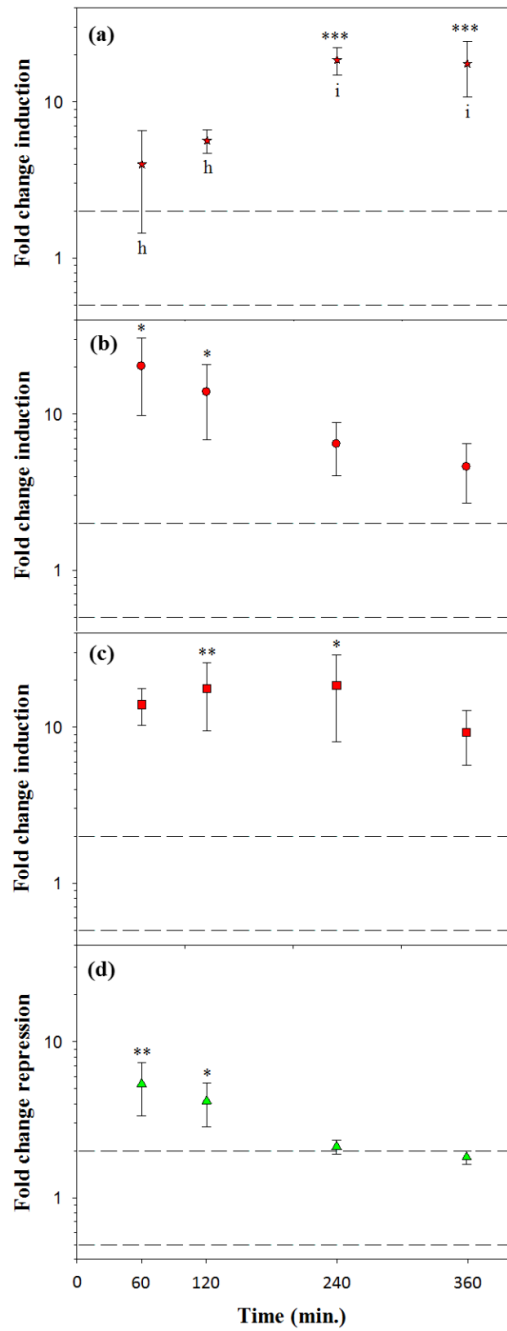 (a)
*** ***
i i
h
h
10
1
Fold change induction
(b)
*
*
10
1
Fold change induction
(c)
** *
10
1
Fold change induction
(d)
**
*
10
1
Fold change repression
0 60 120 240 360
Time (min.)